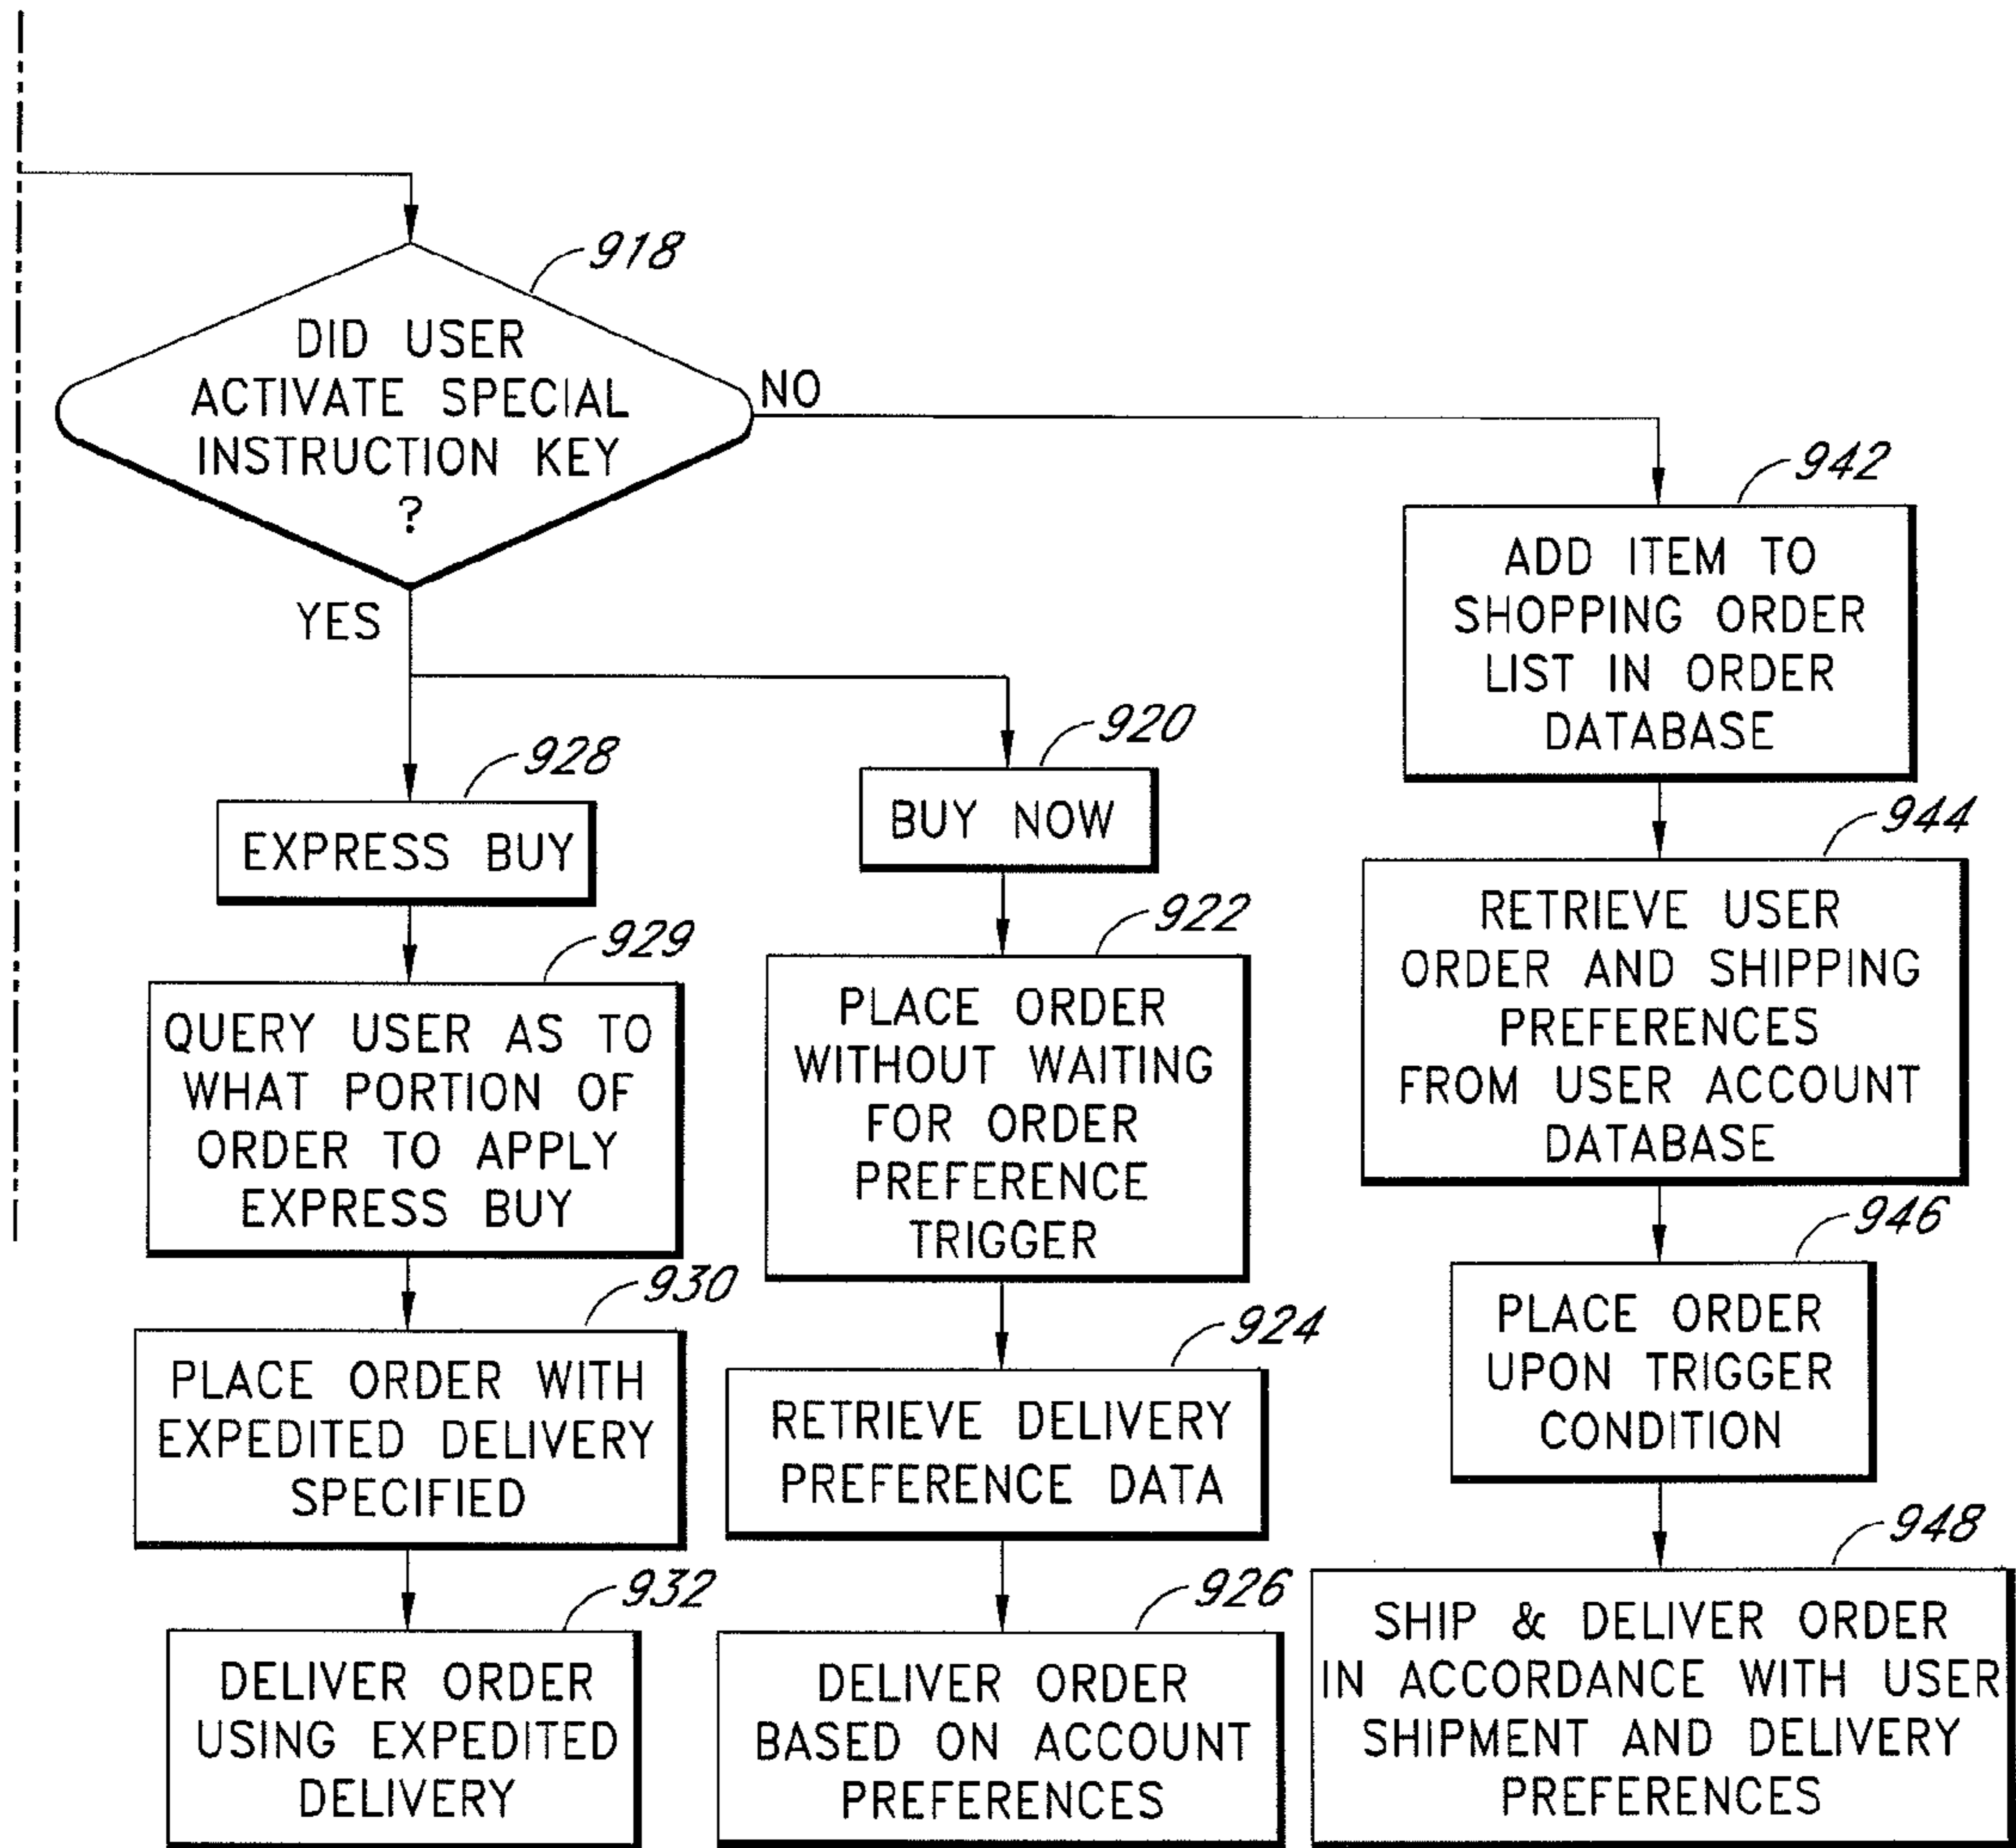 918
DID USER
ACTIVATE SPECIAL
INSTRUCTION KEY
?
NO
YES
928
EXPRESS BUY
929
QUERY USER AS TO
WHAT PORTION OF
ORDER TO APPLY
EXPRESS BUY
930
PLACE ORDER WITH
EXPEDITED DELIVERY
SPECIFIED
932
DELIVER ORDER
USING EXPEDITED
DELIVERY
920
BUY NOW
922
PLACE ORDER
WITHOUT WAITING
FOR ORDER
PREFERENCE
TRIGGER
924
RETRIEVE DELIVERY
PREFERENCE DATA
926
DELIVER ORDER
BASED ON ACCOUNT
PREFERENCES
942
ADD ITEM TO
SHOPPING ORDER
LIST IN ORDER
DATABASE
944
RETRIEVE USER
ORDER AND SHIPPING
PREFERENCES
FROM USER ACCOUNT
DATABASE
946
PLACE ORDER
UPON TRIGGER
CONDITION
948
SHIP & DELIVER ORDER
IN ACCORDANCE WITH USER
SHIPMENT AND DELIVERY
PREFERENCES